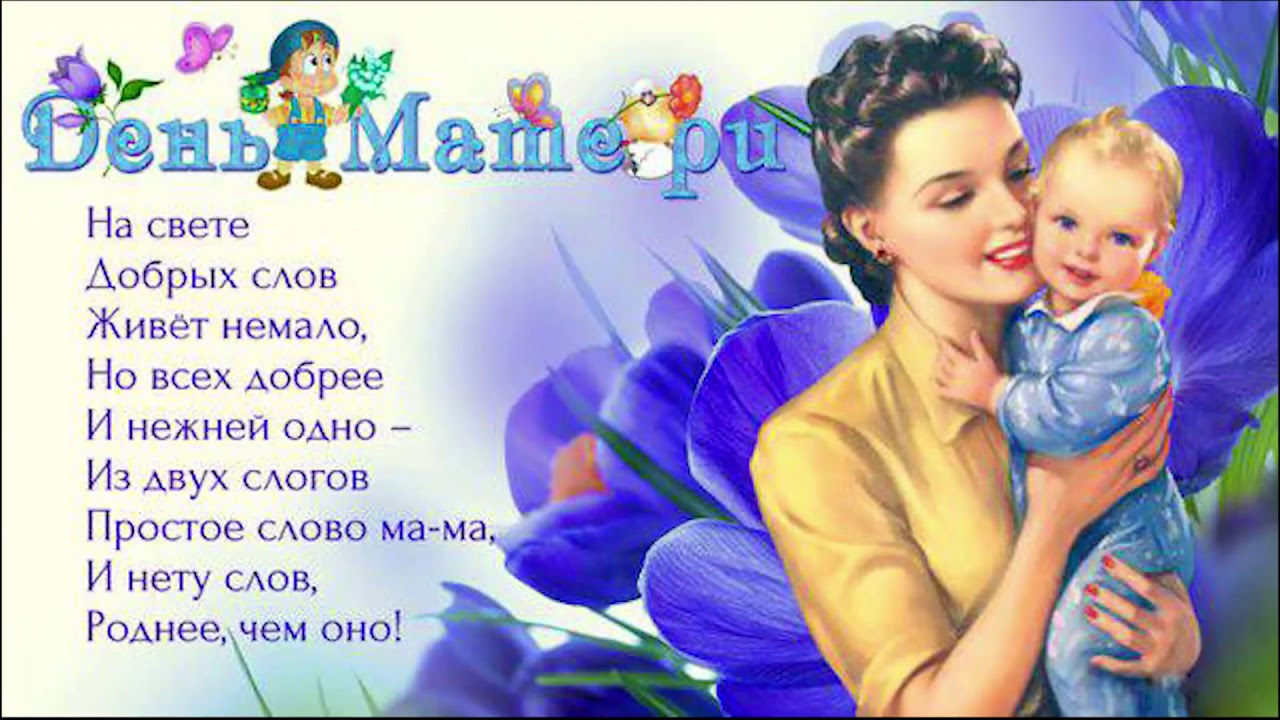 День Матери
На свете
Добрых слов
Живёт немало,
Но всех добрее
И нежней одно –
Из двух слогов
Простое слово ма-ма,
И нету слов,
Роднее, чем оно!